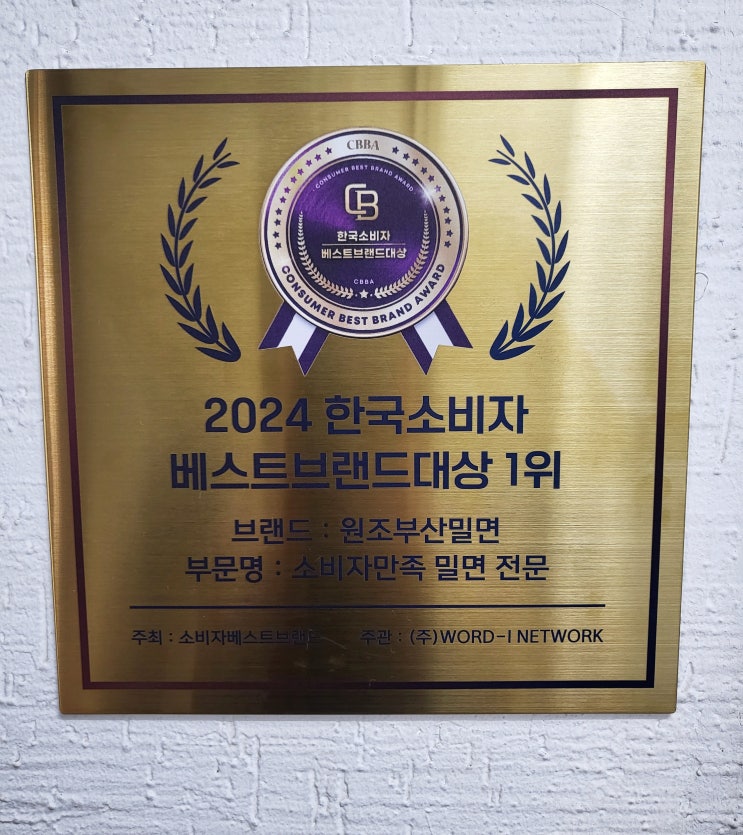 CBBA
CONSUMER BEST BRAND AWARD
CB
한국소비자
베스트브랜드대상
CBBA
CONSUMER BEST BRAND AWARD
2024 한국소비자
베스트브랜드대상 1위
브랜드 : 원조부산밀면
부문명 : 소비자만족 밀면 전문
주최 : 소비자베스트브랜드 주관 : (주)WORD-I NETWORK